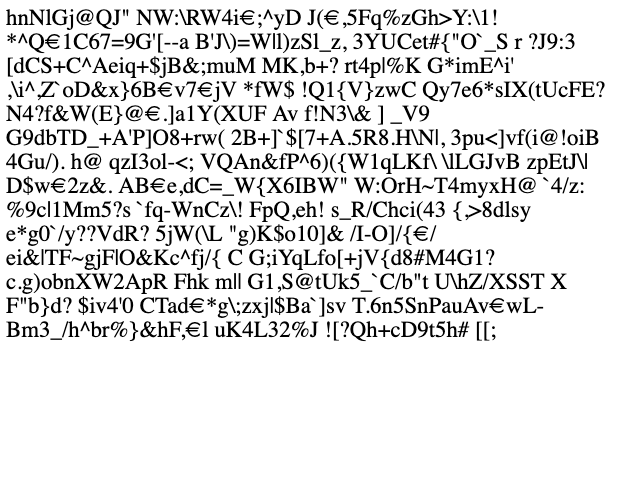 hnNlGj@QJ" NW:\RW4i€;^yD J(€,5Fq%zGh>Y:\1!
*^Q€1C67=9G'[--a B'J\)=W||)zSl_z, 3YUCet#{"O`_S r ?J9:3
[dCS+C^Aeiq+$jB&;muM MK,b+? rt4p|%K G*imE^i'
,\i^,Z`oD&x}6B€v7€jV *fW$ !Q1{V}zwC Qy7e6*sIX(tUcFE?
N4?f&W(E}@€.]a1Y(XUF Av f!N3\& ] _V9
G9dbTD_+A'P]O8+rw( 2B+]`$[7+A.5R8.H\N|, 3pu<]vf(i@!oiB
4Gu/). h@ qzI3ol-<; VQAn&fP^6)({W1qLKf\ \lLGJvB zpEtJ\|
D$w€2z&. AB€e,dC=_W{X6IBW" W:OrH~T4myxH@ `4/z:
%9c|1Mm5?s `fq-WnCz\! FpQ,eh! s_R/Chci(43 {,>8dlsy
e*g0`/y??VdR? 5jW(\L "g)K$o10]& /I-O]/{€/
ei&|TF~gjF|O&Kc^fj/{ C G;iYqLfo[+jV{d8#M4G1?
c.g)obnXW2ApR Fhk m|| G1,S@tUk5_`C/b"t U\hZ/XSST X
F"b}d? $iv4'0 CTad€*g\;zxj|$Ba`]sv T.6n5SnPauAv€wL-
Bm3_/h^br%}&hF,€l uK4L32%J ![?Qh+cD9t5h# [[;